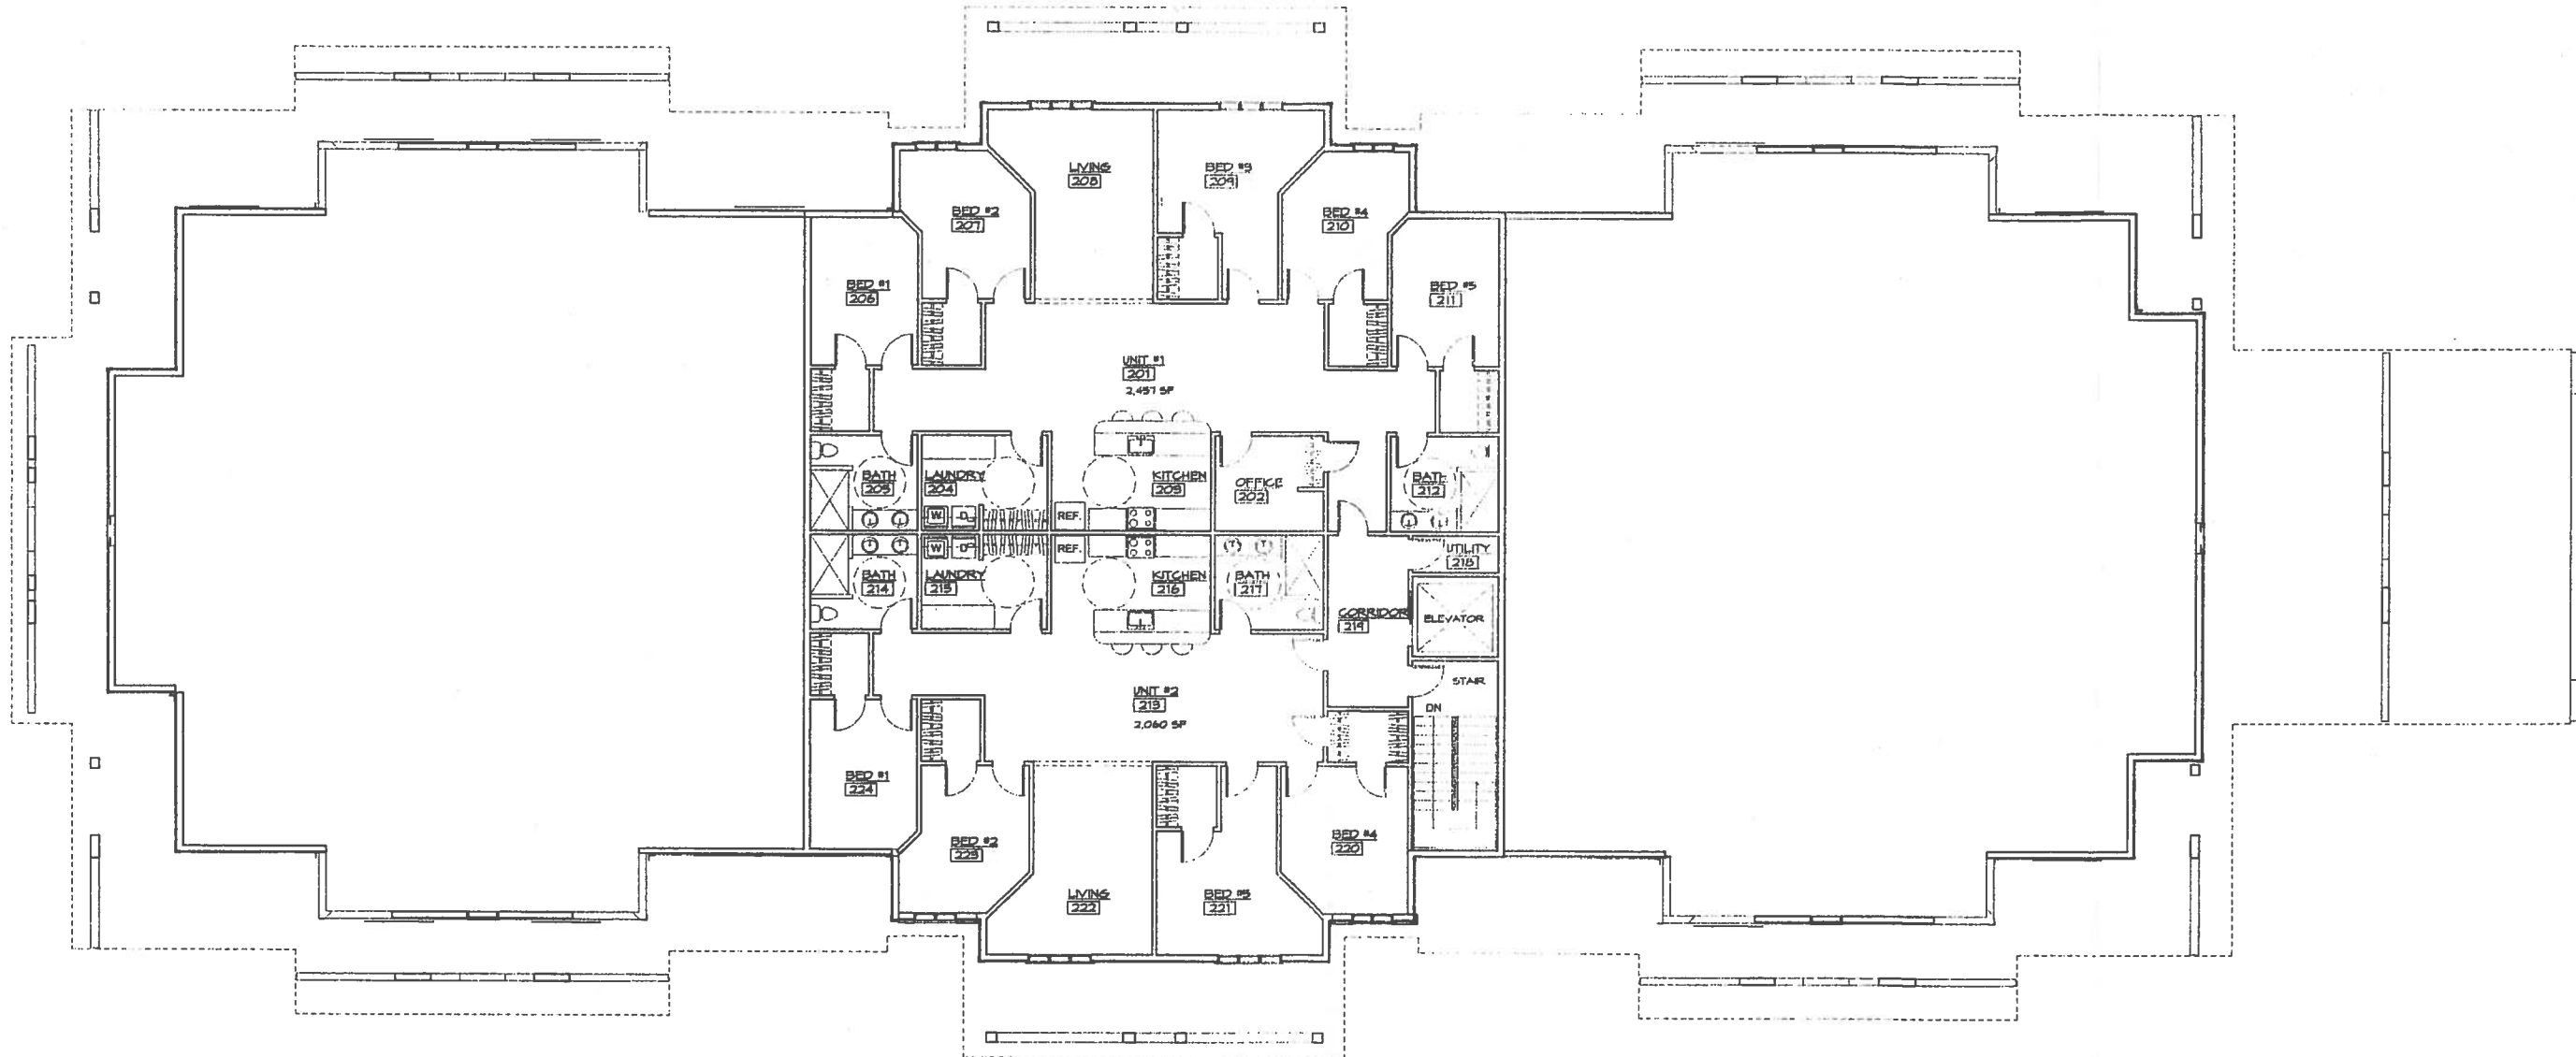 LIVING
208
BED #3
209
BED #2
207
BED #4
210
BED #1
206
BED #5
211
UNIT #1
201
2,457 SF
BATH
205
LAUNDRY
204
KITCHEN
203
OFFICE
202
BATH
212
W
D
REF.
W
D
REF.
BATH
214
LAUNDRY
215
KITCHEN
216
BATH
217
UTILITY
218
CORRIDOR
219
ELEVATOR
STAIR
DN
UNIT #2
213
2,060 SF
BED #1
224
BED #2
223
BED #4
220
LIVING
222
BED #3
221